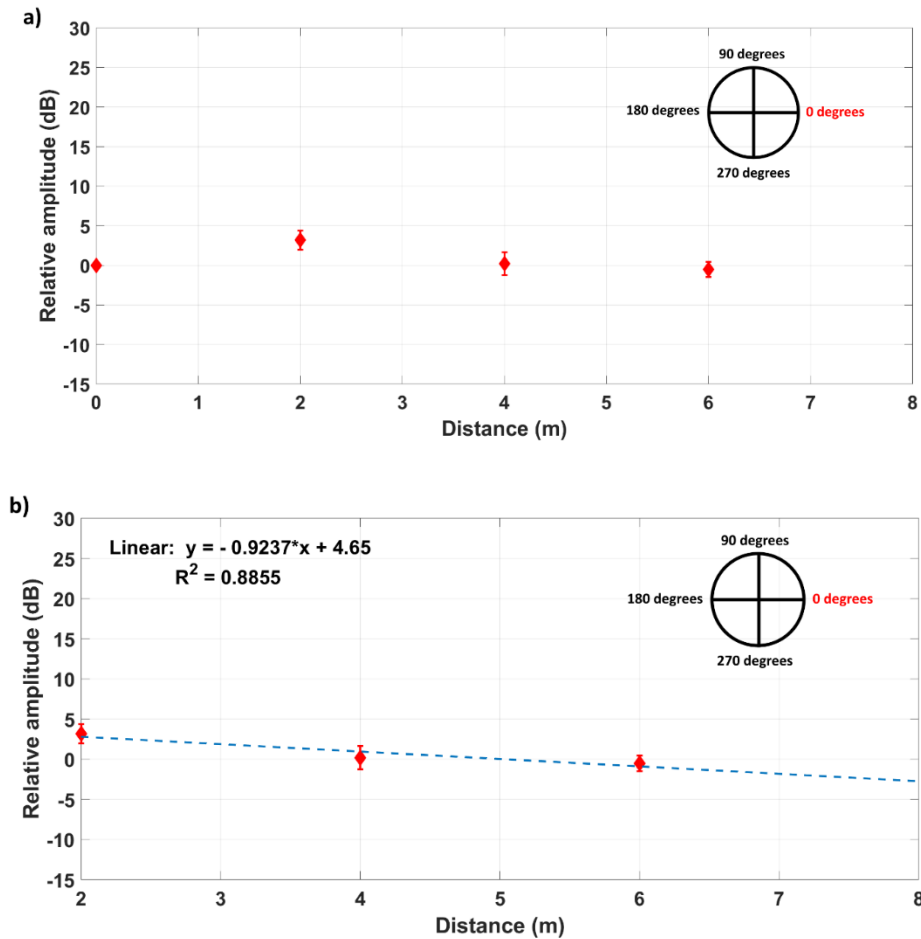 a)
30
25
20
15
10
5
0
-5
-10
-15
Relative amplitude (dB)
90 degrees
180 degrees
0 degrees
270 degrees
0 1 2 3 4 5 6 7 8
Distance (m)
b)
30
25
20
15
10
5
0
-5
-10
-15
Relative amplitude (dB)
Linear: y = - 0.9237*x + 4.65
R² = 0.8855
90 degrees
180 degrees
0 degrees
270 degrees
2 3 4 5 6 7 8
Distance (m)